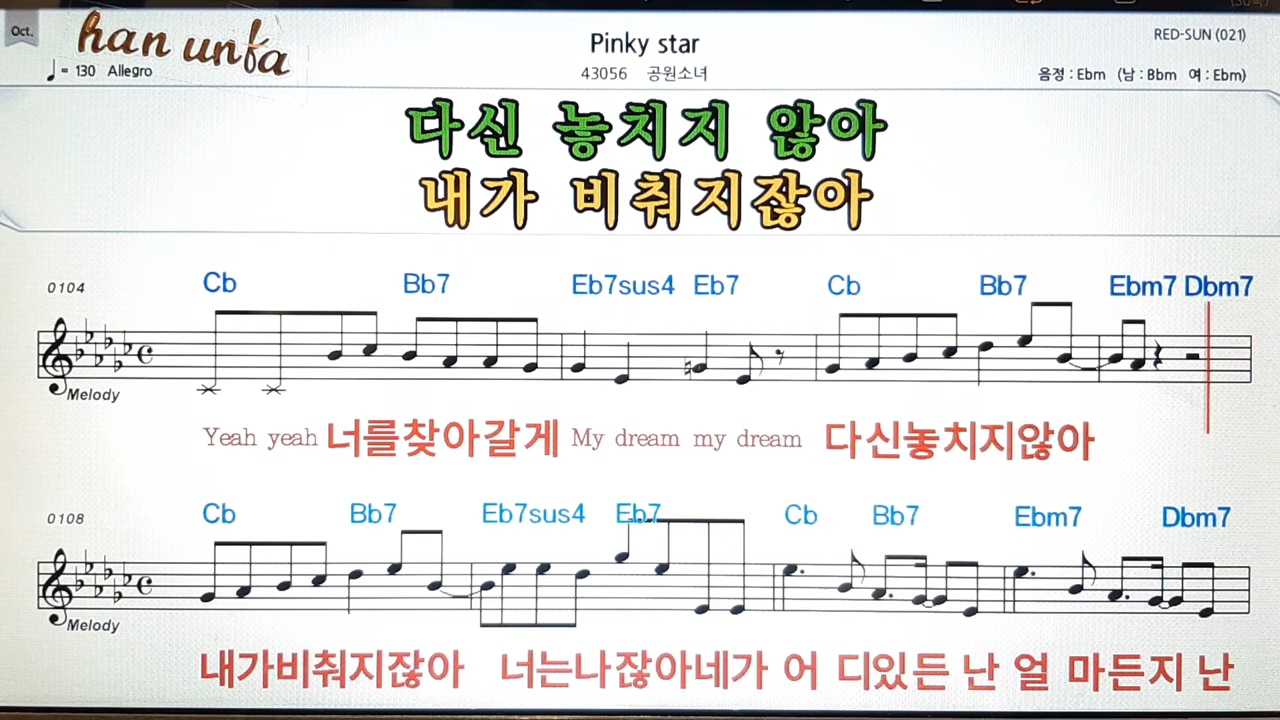 Oct.
han unfa
Pinky star
RED-SUN (021)
= 130 Allegro
43056 공원소녀
음정 : Ebm (남 : Bbm 여 : Ebm)
다신 놓치지 않아
내가 비춰지잖아
0104
Cb Bb7 Eb7sus4 Eb7 Cb Bb7 Ebm7 Dbm7
Melody
Yeah yeah 너를찾아갈게 My dream my dream 다신놓치지않아
0108
Cb Bb7 Eb7sus4 Eb7 Cb Bb7 Ebm7 Dbm7
Melody
내가비춰지잖아 너는나잖아네가 어 디있든 난 얼 마든지 난